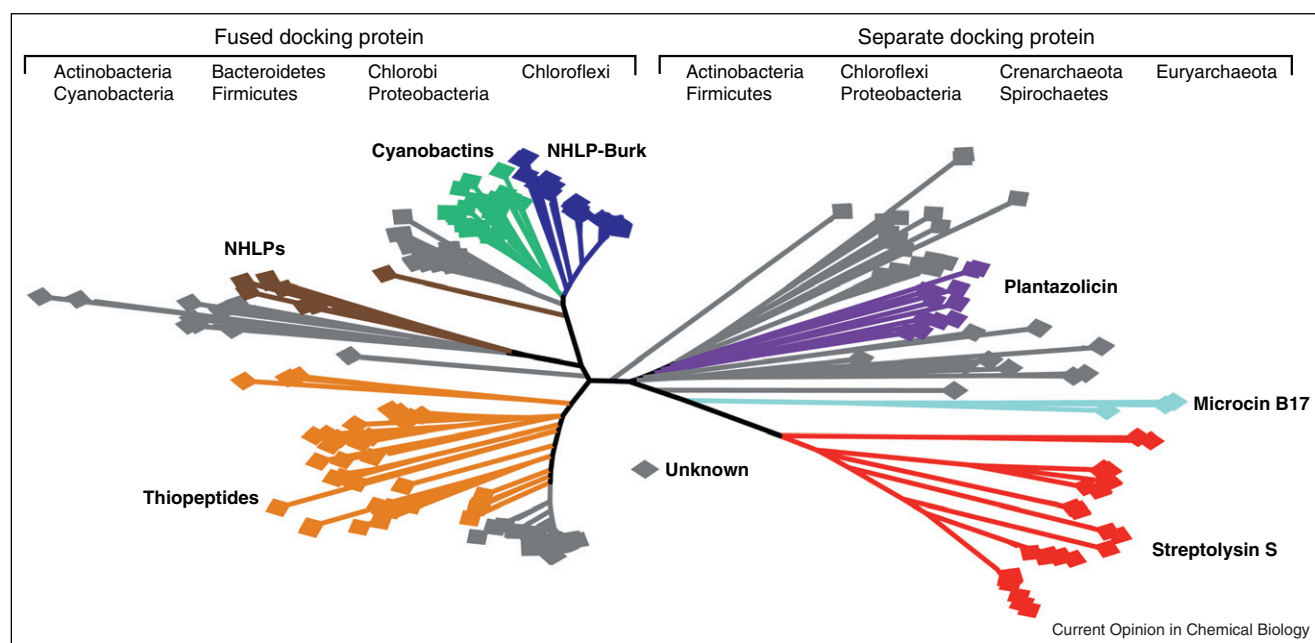 Fused docking protein
Separate docking protein
Actinobacteria
Cyanobacteria
Bacteroidetes
Firmicutes
Chlorobi
Proteobacteria
Chloroflexi
Actinobacteria
Firmicutes
Chloroflexi
Proteobacteria
Crenarchaeota
Spirochaetes
Euryarchaeota
Cyanobactins
NHLP-Burk
NHLPs
Plantazolicin
Microcin B17
Unknown
Thiopeptides
Streptolysin S
Current Opinion in Chemical Biology